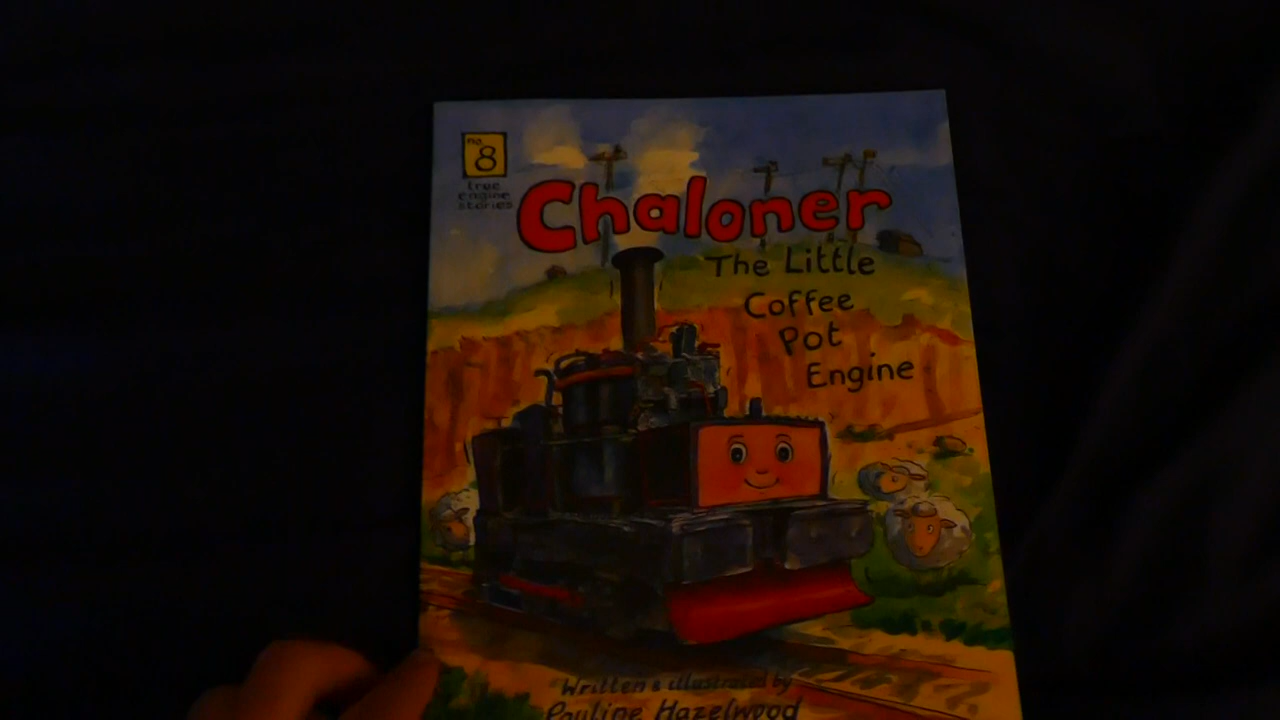 no.
8
true
engine
stories
Chaloner
The Little
Coffee
Pot
Engine
Written & illustrated by
Pauline Hazelwood